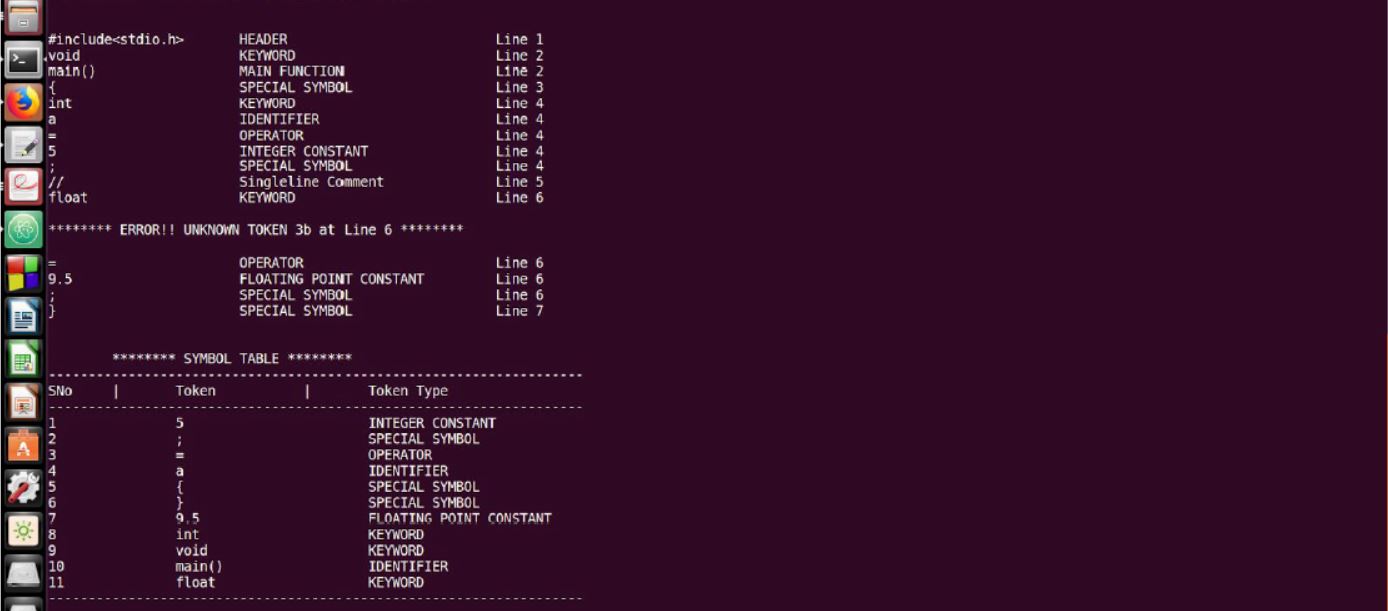 #include<stdio.h> HEADER Line 1
void KEYWORD Line 2
main() MAIN FUNCTION Line 2
{ SPECIAL SYMBOL Line 3
int KEYWORD Line 4
a IDENTIFIER Line 4
= OPERATOR Line 4
5 INTEGER CONSTANT Line 4
; SPECIAL SYMBOL Line 4
// Singleline Comment Line 5
float KEYWORD Line 6
******** ERROR!! UNKNOWN TOKEN 3b at Line 6 ********
= OPERATOR Line 6
9.5 FLOATING POINT CONSTANT Line 6
; SPECIAL SYMBOL Line 6
} SPECIAL SYMBOL Line 7
******** SYMBOL TABLE ********
-------------------------------------------------------------------
SNo | Token | Token Type
-------------------------------------------------------------------
1 5 INTEGER CONSTANT
2 ; SPECIAL SYMBOL
3 = OPERATOR
4 a IDENTIFIER
5 { SPECIAL SYMBOL
6 } SPECIAL SYMBOL
7 9.5 FLOATING POINT CONSTANT
8 int KEYWORD
9 void KEYWORD
10 main() IDENTIFIER
11 float KEYWORD
-------------------------------------------------------------------